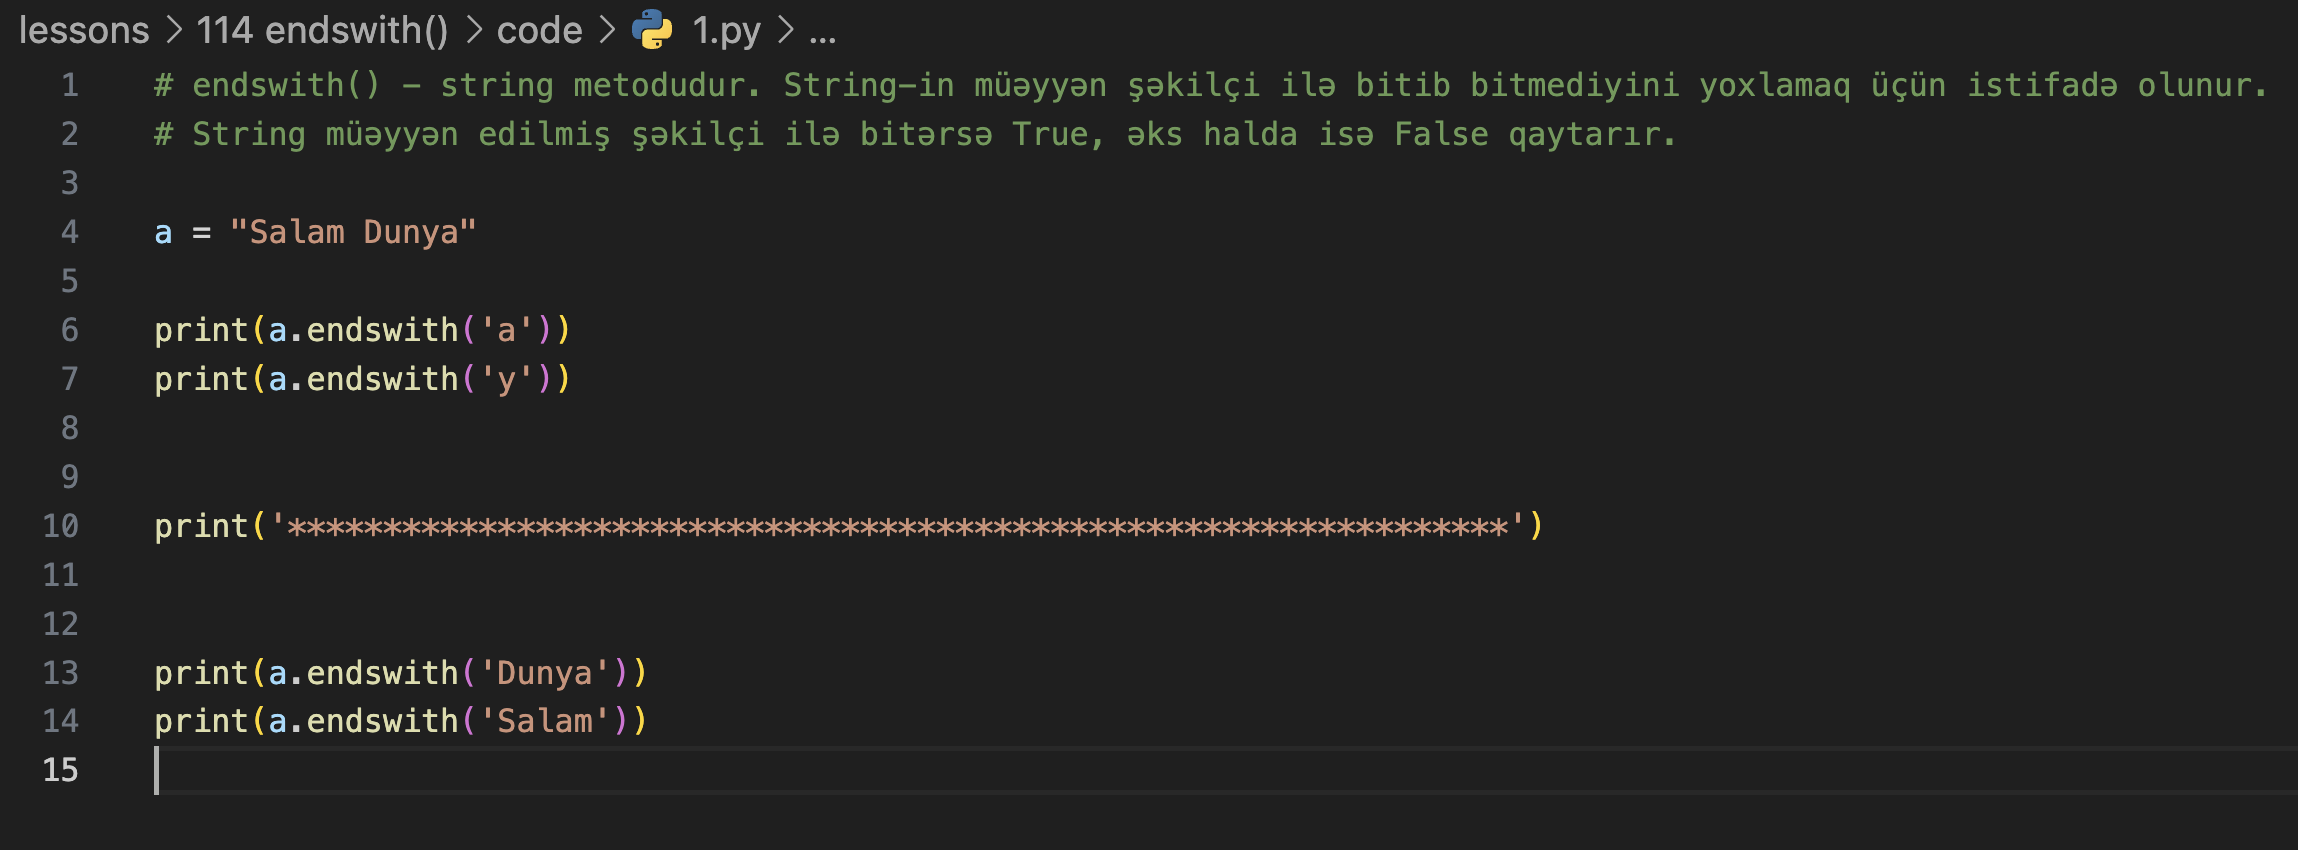 lessons > 114 endswith() > code > 1.py > ...
1 # endswith() - string metodudur. String-in müəyyən şəkilçi ilə bitib bitmediyini yoxlamaq üçün istifadə olunur.
2 # String müəyyən edilmiş şəkilçi ilə bitərsə True, əks halda isə False qaytarır.
3
4 a = "Salam Dunya"
5
6 print(a.endswith('a'))
7 print(a.endswith('y'))
8
9
10 print('****************************************************************')
11
12
13 print(a.endswith('Dunya'))
14 print(a.endswith('Salam'))
15